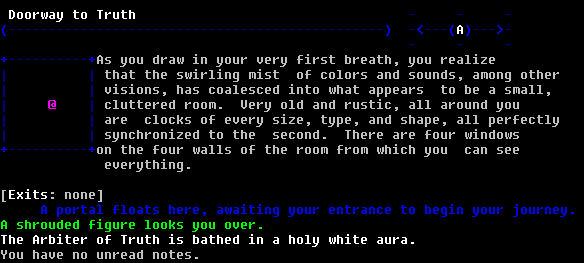 Doorway to Truth
<   (A)   >
@
As you draw in your very first breath, you realize
that the swirling mist  of colors and sounds, among other
visions, has coalesced into what appears  to be a small,
cluttered room.  Very old and rustic, all around you
are  clocks of every size, type, and shape, all perfectly
synchronized to the  second.  There are four windows
on the four walls of the room from which you  can see
everything.
[Exits: none]
A portal floats here, awaiting your entrance to begin your journey.
A shrouded figure looks you over.
The Arbiter of Truth is bathed in a holy white aura.
You have no unread notes.